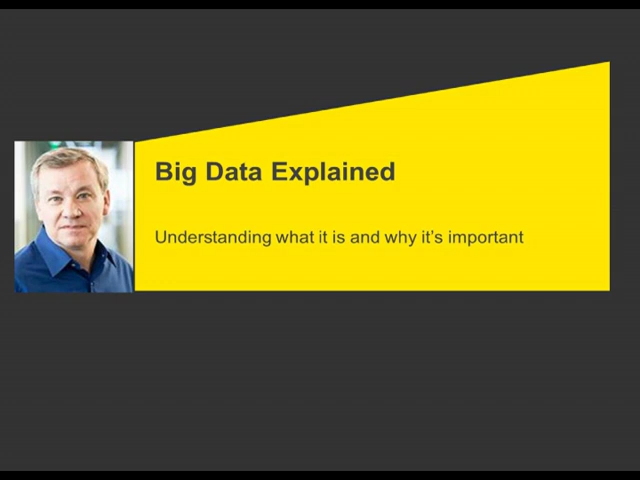 Big Data Explained
Understanding what it is and why it’s important